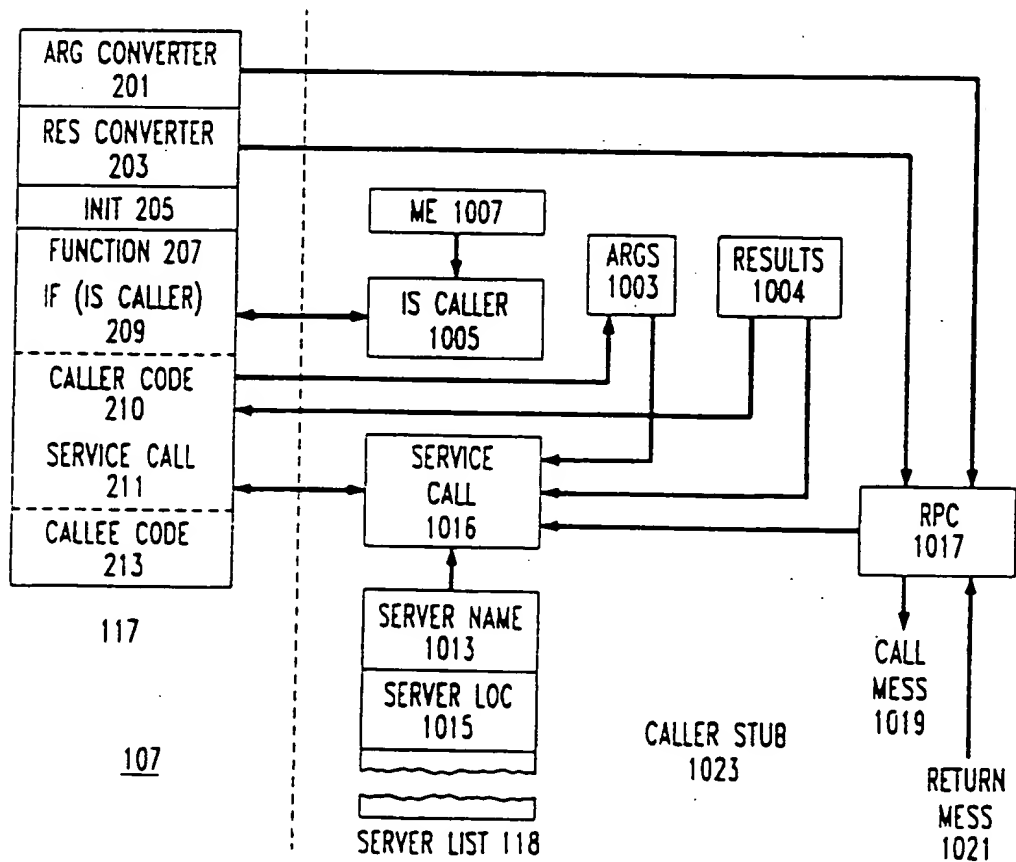 ARG CONVERTER
201
RES CONVERTER
203
INIT 205
FUNCTION 207
IF (IS CALLER)
209
CALLER CODE
210
SERVICE CALL
211
CALLEE CODE
213
117
107
ME 1007
IS CALLER
1005
ARGS
1003
RESULTS
1004
SERVICE
CALL
1016
SERVER NAME
1013
SERVER LOC
1015
SERVER LIST 118
CALLER STUB
1023
RPC
1017
CALL
MESS
1019
RETURN
MESS
1021